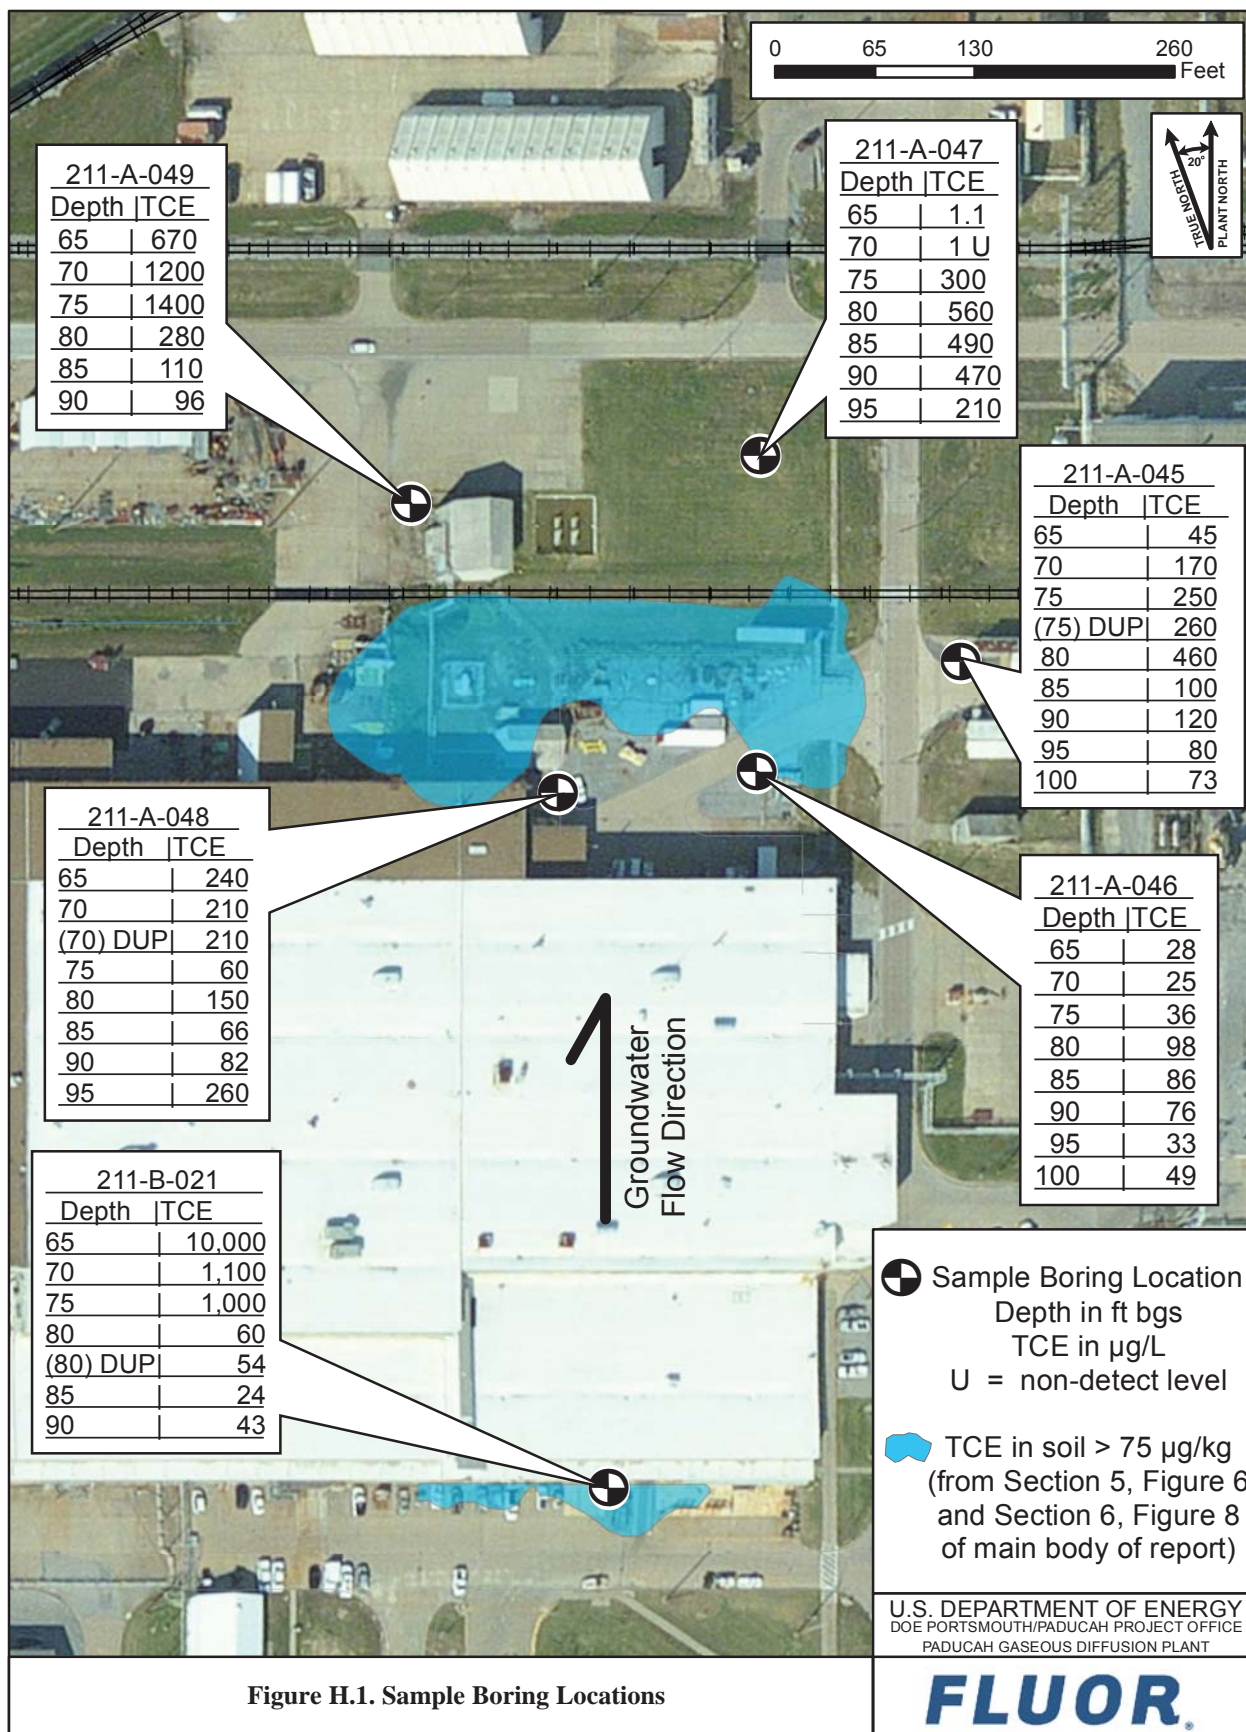 0 65 130 260
Feet
TRUE NORTH
20°
PLANT NORTH
211-A-049
Depth |TCE
65 | 670
70 | 1200
75 | 1400
80 | 280
85 | 110
90 | 96
211-A-047
Depth |TCE
65 | 1.1
70 | 1 U
75 | 300
80 | 560
85 | 490
90 | 470
95 | 210
211-A-045
Depth |TCE
65 | 45
70 | 170
75 | 250
(75) DUP| 260
80 | 460
85 | 100
90 | 120
95 | 80
100 | 73
211-A-048
Depth |TCE
65 | 240
70 | 210
(70) DUP| 210
75 | 60
80 | 150
85 | 66
90 | 82
95 | 260
211-A-046
Depth |TCE
65 | 28
70 | 25
75 | 36
80 | 98
85 | 86
90 | 76
95 | 33
100 | 49
Groundwater
Flow Direction
211-B-021
Depth |TCE
65 | 10,000
70 | 1,100
75 | 1,000
80 | 60
(80) DUP| 54
85 | 24
90 | 43
Sample Boring Location
Depth in ft bgs
TCE in µg/L
U = non-detect level
TCE in soil > 75 µg/kg
(from Section 5, Figure 6
and Section 6, Figure 8
of main body of report)
U.S. DEPARTMENT OF ENERGY
DOE PORTSMOUTH/PADUCAH PROJECT OFFICE
PADUCAH GASEOUS DIFFUSION PLANT
Figure H.1. Sample Boring Locations
FLUOR®